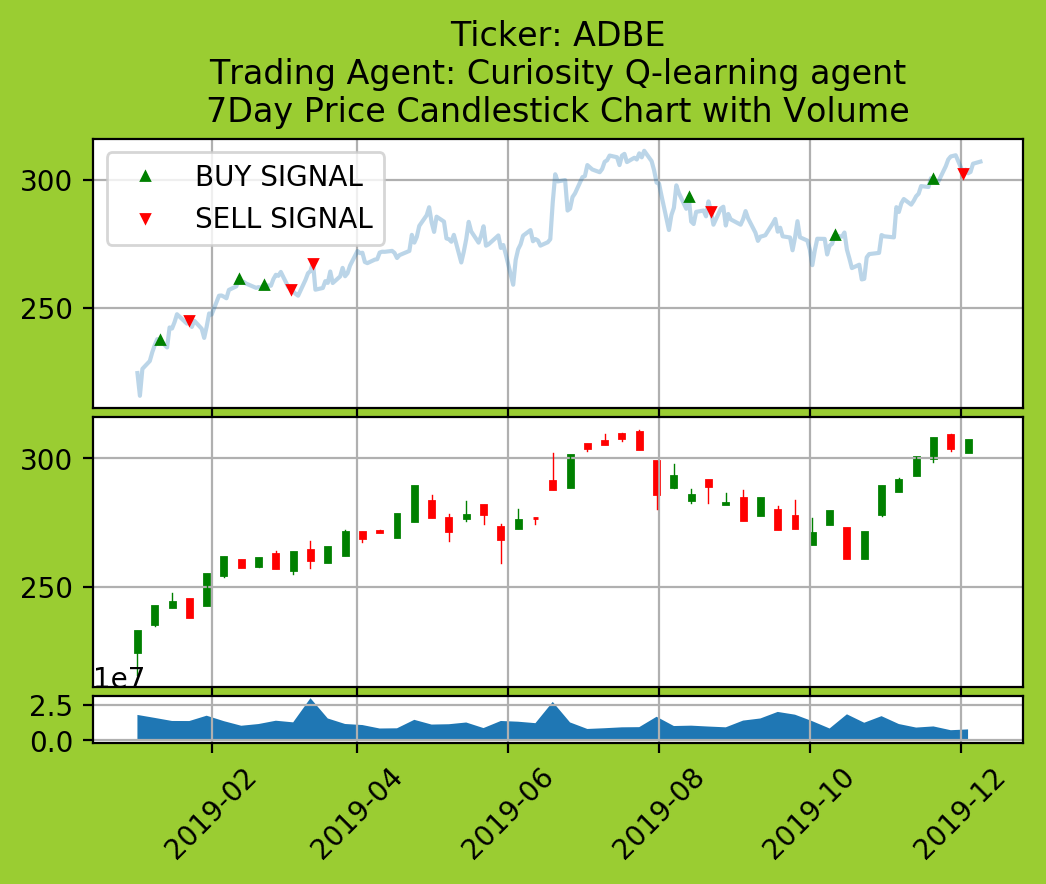 Ticker: ADBE
Trading Agent: Curiosity Q-learning agent
7Day Price Candlestick Chart with Volume
BUY SIGNAL
SELL SIGNAL
300
250
300
250
1e7
2.5
0.0
2019-02
2019-04
2019-06
2019-08
2019-10
2019-12